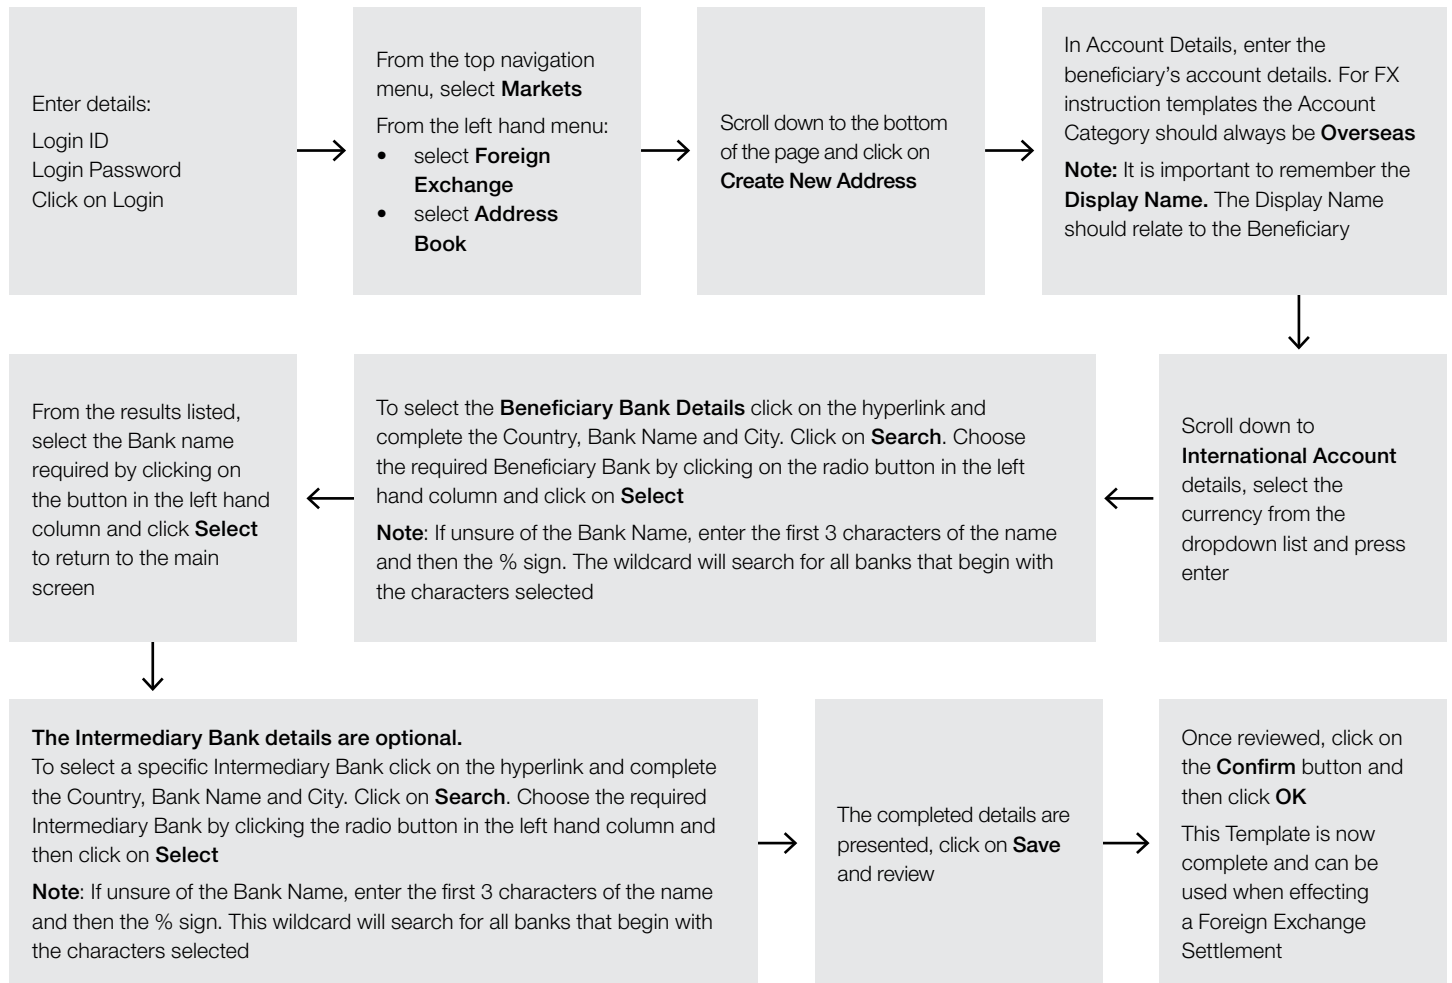 Enter details:
Login ID
Login Password
Click on Login
From the top navigation
menu, select Markets
From the left hand menu:
• select Foreign
Exchange
• select Address
Book
Scroll down to the bottom
of the page and click on
Create New Address
In Account Details, enter the
beneficiary’s account details. For FX
instruction templates the Account
Category should always be Overseas
Note: It is important to remember the
Display Name. The Display Name
should relate to the Beneficiary
Scroll down to
International Account
details, select the
currency from the
dropdown list and press
enter
To select the Beneficiary Bank Details click on the hyperlink and
complete the Country, Bank Name and City. Click on Search. Choose
the required Beneficiary Bank by clicking on the radio button in the left
hand column and click on Select
Note: If unsure of the Bank Name, enter the first 3 characters of the name
and then the % sign. The wildcard will search for all banks that begin with
the characters selected
From the results listed,
select the Bank name
required by clicking on
the button in the left hand
column and click Select
to return to the main
screen
The Intermediary Bank details are optional.
To select a specific Intermediary Bank click on the hyperlink and complete
the Country, Bank Name and City. Click on Search. Choose the required
Intermediary Bank by clicking the radio button in the left hand column and
then click on Select
Note: If unsure of the Bank Name, enter the first 3 characters of the name
and then the % sign. This wildcard will search for all banks that begin with
the characters selected
The completed details are
presented, click on Save
and review
Once reviewed, click on
the Confirm button and
then click OK
This Template is now
complete and can be
used when effecting
a Foreign Exchange
Settlement